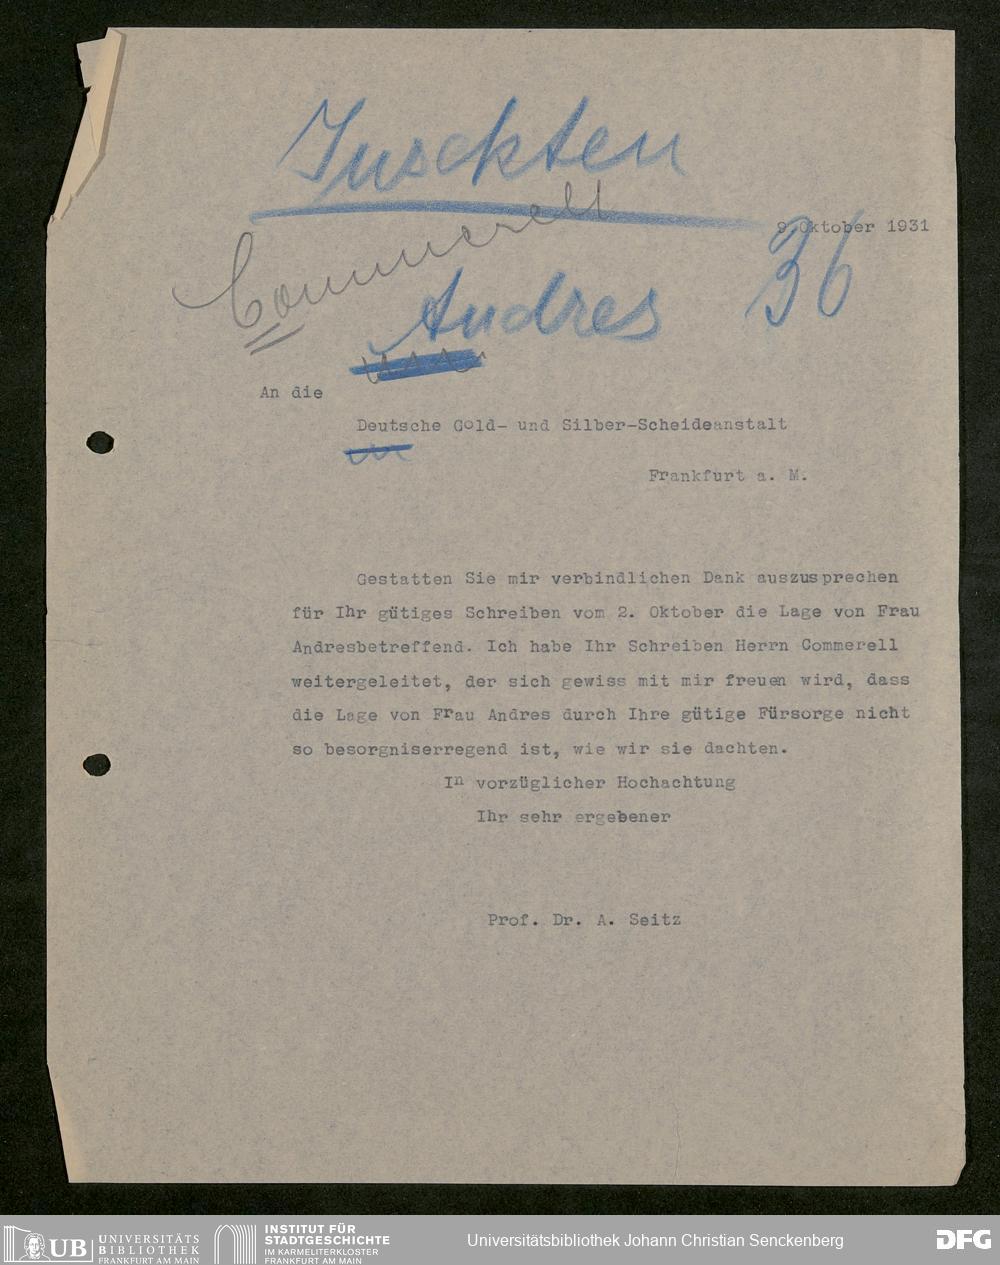 Insekten
9 Oktober 1931
Commerell
36
Andres
An die
Deutsche Gold- und Silber-Scheideanstalt
Frankfurt a. M.
Gestatten Sie mir verbindlichen Dank auszusprechen
für Ihr gütiges Schreiben vom 2. Oktober die Lage von Frau
Andresbetreffend. Ich habe Ihr Schreiben Herrn Commerell
weitergeleitet, der sich gewiss mit mir freuen wird, dass
die Lage von Frau Andres durch Ihre gütige Fürsorge nicht
so besorgniserregend ist, wie wir sie dachten.
In vorzüglicher Hochachtung
Ihr sehr ergebener
Prof. Dr. A. Seitz
UB UNIVERSITÄTS
BIBLIOTHEK
FRANKFURT AM MAIN
INSTITUT FÜR
STADTGESCHICHTE
IM KARMELITERKLOSTER
FRANKFURT AM MAIN
Universitätsbibliothek Johann Christian Senckenberg
DFG